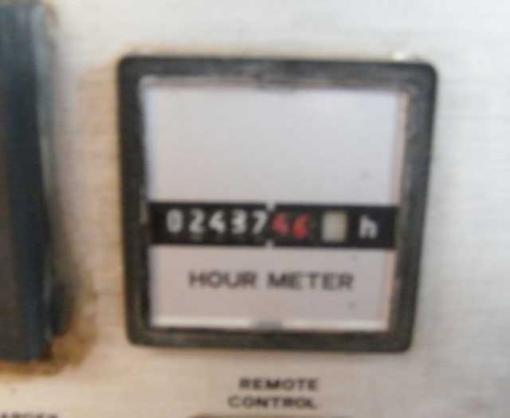 0243746 h
HOUR METER
REMOTE
CONTROL